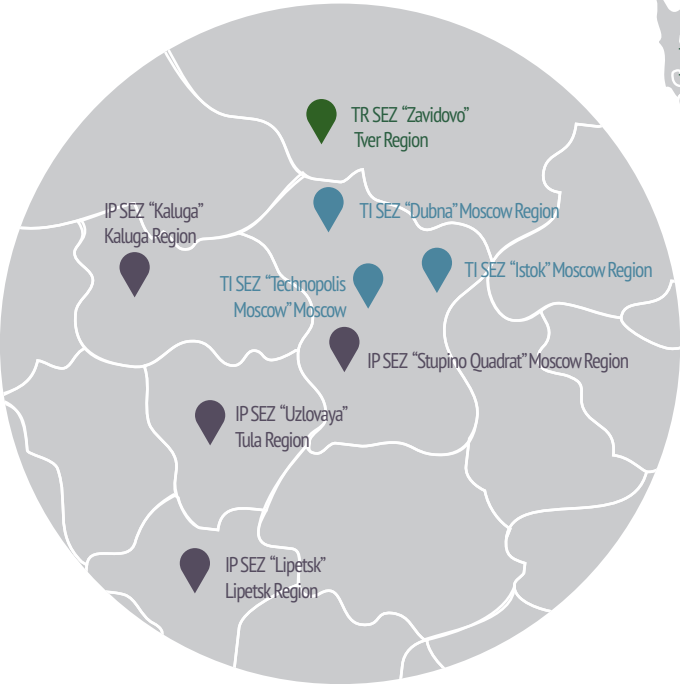 TR SEZ “Zavidovo”
Tver Region
IP SEZ “Kaluga”
Kaluga Region
TI SEZ “Dubna” Moscow Region
TI SEZ “Technopolis
Moscow” Moscow
TI SEZ “Istok” Moscow Region
IP SEZ “Stupino Quadrat” Moscow Region
IP SEZ “Uzlovaya”
Tula Region
IP SEZ “Lipetsk”
Lipetsk Region